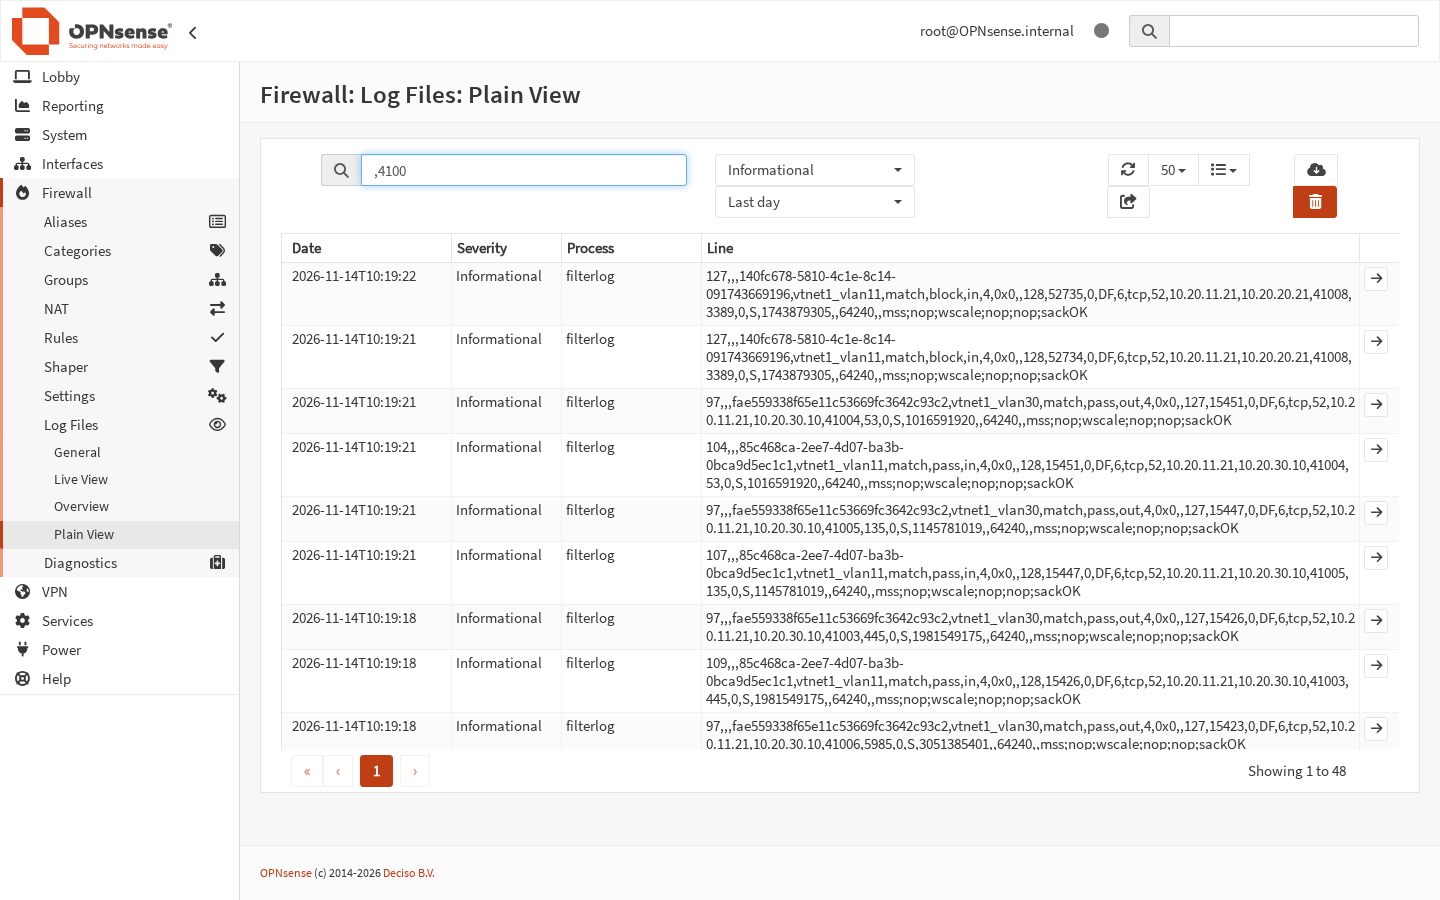 OPNsense®
Securing networks made easy
root@OPNsense.internal
Lobby
Reporting
System
Interfaces
Firewall
Aliases
Categories
Groups
NAT
Rules
Shaper
Settings
Log Files
General
Live View
Overview
Plain View
Diagnostics
VPN
Services
Power
Help
Firewall: Log Files: Plain View
,4100
Informational
Last day
50
Date Severity Process Line
2026-11-14T10:19:22 Informational filterlog 127,,,140fc678-5810-4c1e-8c14-
091743669196,vtnet1_vlan11,match,block,in,4,0x0,,128,52735,0,DF,6,tcp,52,10.20.11.21,10.20.20.21,41008,
3389,0,S,1743879305,,64240,,mss;nop;wscale;nop;nop;sackOK
2026-11-14T10:19:21 Informational filterlog 127,,,140fc678-5810-4c1e-8c14-
091743669196,vtnet1_vlan11,match,block,in,4,0x0,,128,52734,0,DF,6,tcp,52,10.20.11.21,10.20.20.21,41008,
3389,0,S,1743879305,,64240,,mss;nop;wscale;nop;nop;sackOK
2026-11-14T10:19:21 Informational filterlog 97,,,fae559338f65e11c53669fc3642c93c2,vtnet1_vlan30,match,pass,out,4,0x0,,127,15451,0,DF,6,tcp,52,10.2
0.11.21,10.20.30.10,41004,53,0,S,1016591920,,64240,,mss;nop;wscale;nop;nop;sackOK
2026-11-14T10:19:21 Informational filterlog 104,,,85c468ca-2ee7-4d07-ba3b-
0bca9d5ec1c1,vtnet1_vlan11,match,pass,in,4,0x0,,128,15451,0,DF,6,tcp,52,10.20.11.21,10.20.30.10,41004,
53,0,S,1016591920,,64240,,mss;nop;wscale;nop;nop;sackOK
2026-11-14T10:19:21 Informational filterlog 97,,,fae559338f65e11c53669fc3642c93c2,vtnet1_vlan30,match,pass,out,4,0x0,,127,15447,0,DF,6,tcp,52,10.2
0.11.21,10.20.30.10,41005,135,0,S,1145781019,,64240,,mss;nop;wscale;nop;nop;sackOK
2026-11-14T10:19:21 Informational filterlog 107,,,85c468ca-2ee7-4d07-ba3b-
0bca9d5ec1c1,vtnet1_vlan11,match,pass,in,4,0x0,,128,15447,0,DF,6,tcp,52,10.20.11.21,10.20.30.10,41005,
135,0,S,1145781019,,64240,,mss;nop;wscale;nop;nop;sackOK
2026-11-14T10:19:18 Informational filterlog 97,,,fae559338f65e11c53669fc3642c93c2,vtnet1_vlan30,match,pass,out,4,0x0,,127,15426,0,DF,6,tcp,52,10.2
0.11.21,10.20.30.10,41003,445,0,S,1981549175,,64240,,mss;nop;wscale;nop;nop;sackOK
2026-11-14T10:19:18 Informational filterlog 109,,,85c468ca-2ee7-4d07-ba3b-
0bca9d5ec1c1,vtnet1_vlan11,match,pass,in,4,0x0,,128,15426,0,DF,6,tcp,52,10.20.11.21,10.20.30.10,41003,
445,0,S,1981549175,,64240,,mss;nop;wscale;nop;nop;sackOK
2026-11-14T10:19:18 Informational filterlog 97,,,fae559338f65e11c53669fc3642c93c2,vtnet1_vlan30,match,pass,out,4,0x0,,127,15423,0,DF,6,tcp,52,10.2
0.11.21,10.20.30.10,41006,5985,0,S,3051385401,,64240,,mss;nop;wscale;nop;nop;sackOK
« ‹ 1 › Showing 1 to 48
OPNsense (c) 2014-2026 Deciso B.V.